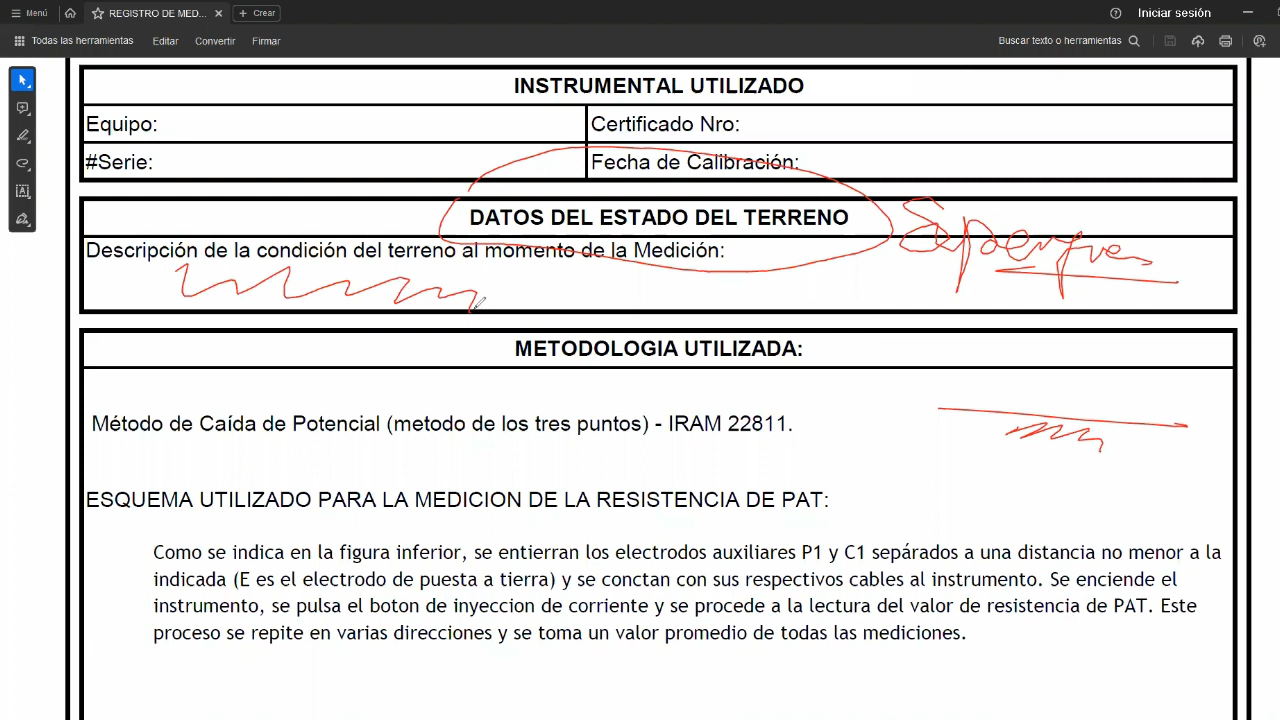 Menú
REGISTRO DE MED...
Crear
Iniciar sesión
Todas las herramientas
Editar
Convertir
Firmar
Buscar texto o herramientas
INSTRUMENTAL UTILIZADO
Equipo:
Certificado Nro:
#Serie:
Fecha de Calibración:
DATOS DEL ESTADO DEL TERRENO
Descripción de la condición del terreno al momento de la Medición:
METODOLOGIA UTILIZADA:
Método de Caída de Potencial (metodo de los tres puntos) - IRAM 22811.
ESQUEMA UTILIZADO PARA LA MEDICION DE LA RESISTENCIA DE PAT:
Como se indica en la figura inferior, se entierran los electrodos auxiliares P1 y C1 sepárados a una distancia no menor a la
indicada (E es el electrodo de puesta a tierra) y se conctan con sus respectivos cables al instrumento. Se enciende el
instrumento, se pulsa el boton de inyeccion de corriente y se procede a la lectura del valor de resistencia de PAT. Este
proceso se repite en varias direcciones y se toma un valor promedio de todas las mediciones.